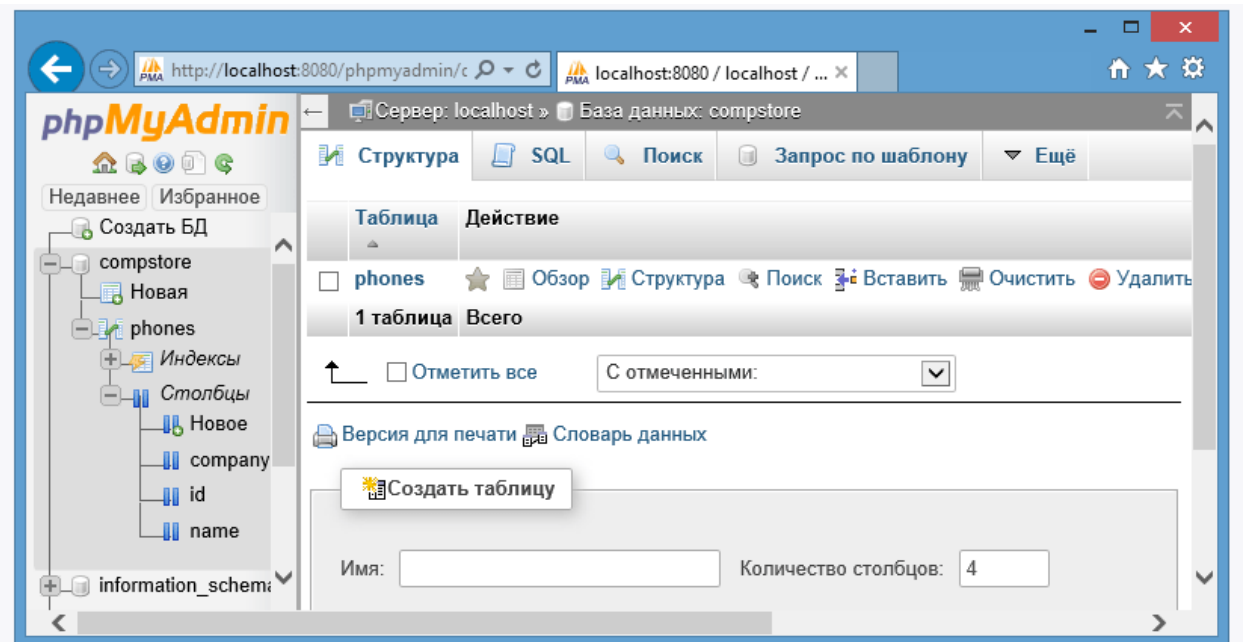 http://localhost:8080/phpmyadmin/c
localhost:8080 / localhost / ...
phpMyAdmin
Недавнее Избранное
Создать БД
compstore
Новая
phones
Индексы
Столбцы
Новое
company
id
name
information_schema
Сервер: localhost » База данных: compstore
Структура SQL Поиск Запрос по шаблону Ещё
Таблица Действие
phones Обзор Структура Поиск Вставить Очистить Удалить
1 таблица Всего
Отметить все С отмеченными:
Версия для печати Словарь данных
Создать таблицу
Имя: Количество столбцов: 4